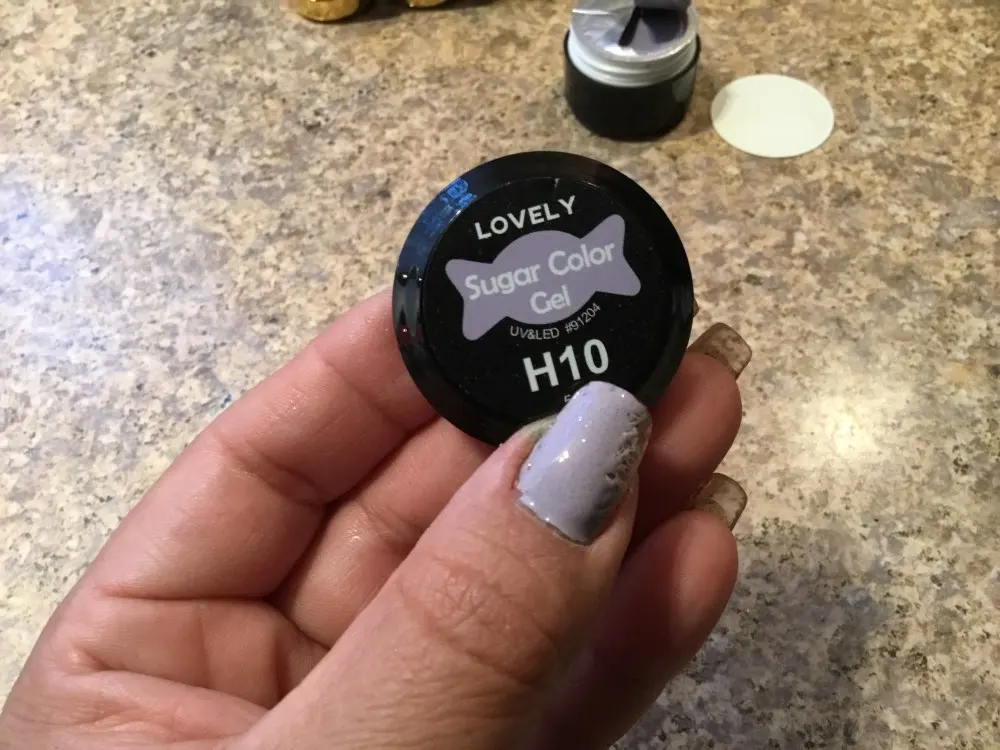 LOVELY
Sugar Color
Gel
UV&LED #91204
H10